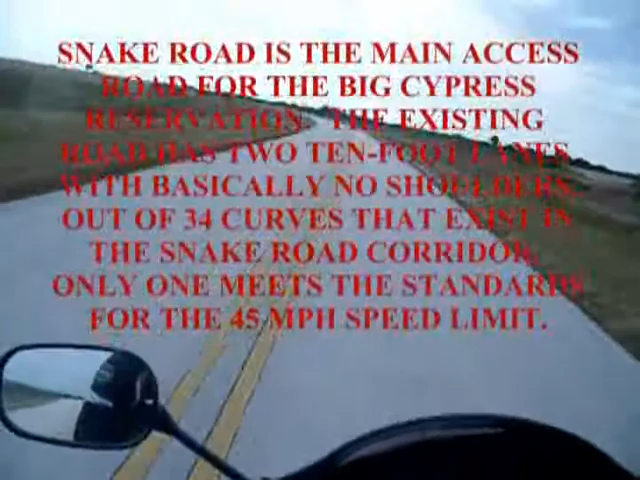 SNAKE ROAD IS THE MAIN ACCESS
ROAD FOR THE BIG CYPRESS
RESERVATION. THE EXISTING
ROAD HAS TWO TEN-FOOT LANES
WITH BASICALLY NO SHOULDERS.
OUT OF 34 CURVES THAT EXIST IN
THE SNAKE ROAD CORRIDOR,
ONLY ONE MEETS THE STANDARDS
FOR THE 45 MPH SPEED LIMIT.